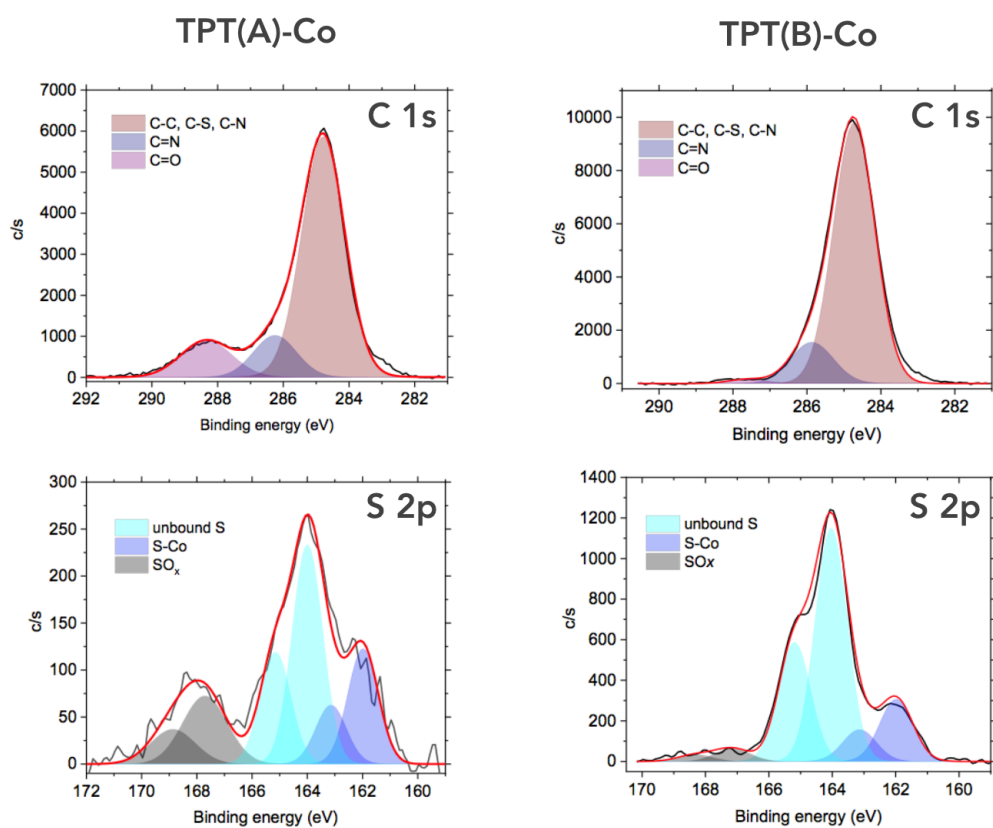 TPT(A)-Co
TPT(B)-Co
C 1s
C-C, C-S, C-N
C=N
C=O
7000
6000
5000
4000
3000
2000
1000
0
c/s
292 290 288 286 284 282
Binding energy (eV)
C 1s
C-C, C-S, C-N
C=N
C=O
10000
8000
6000
4000
2000
0
c/s
290 288 286 284 282
Binding energy (eV)
S 2p
unbound S
S-Co
SOx
300
250
200
150
100
50
0
c/s
172 170 168 166 164 162 160
Binding energy (eV)
S 2p
unbound S
S-Co
SOx
1400
1200
1000
800
600
400
200
0
c/s
170 168 166 164 162 160
Binding energy (eV)